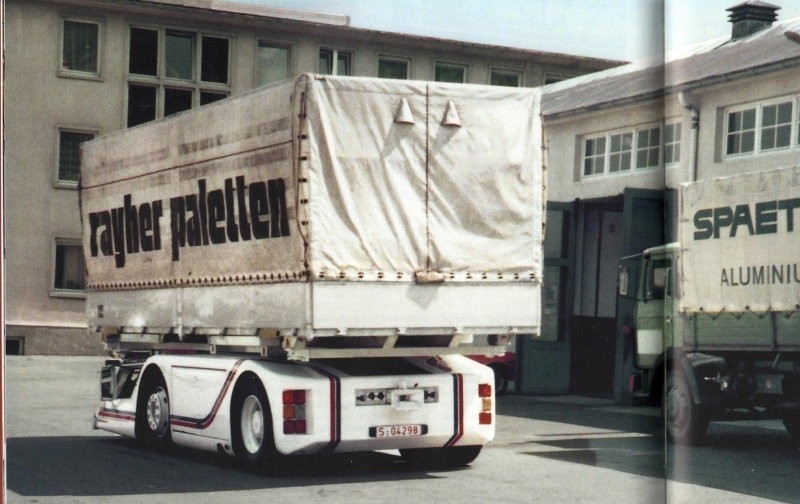 rayher paletten
SPAET
ALUMINIU
S-04298